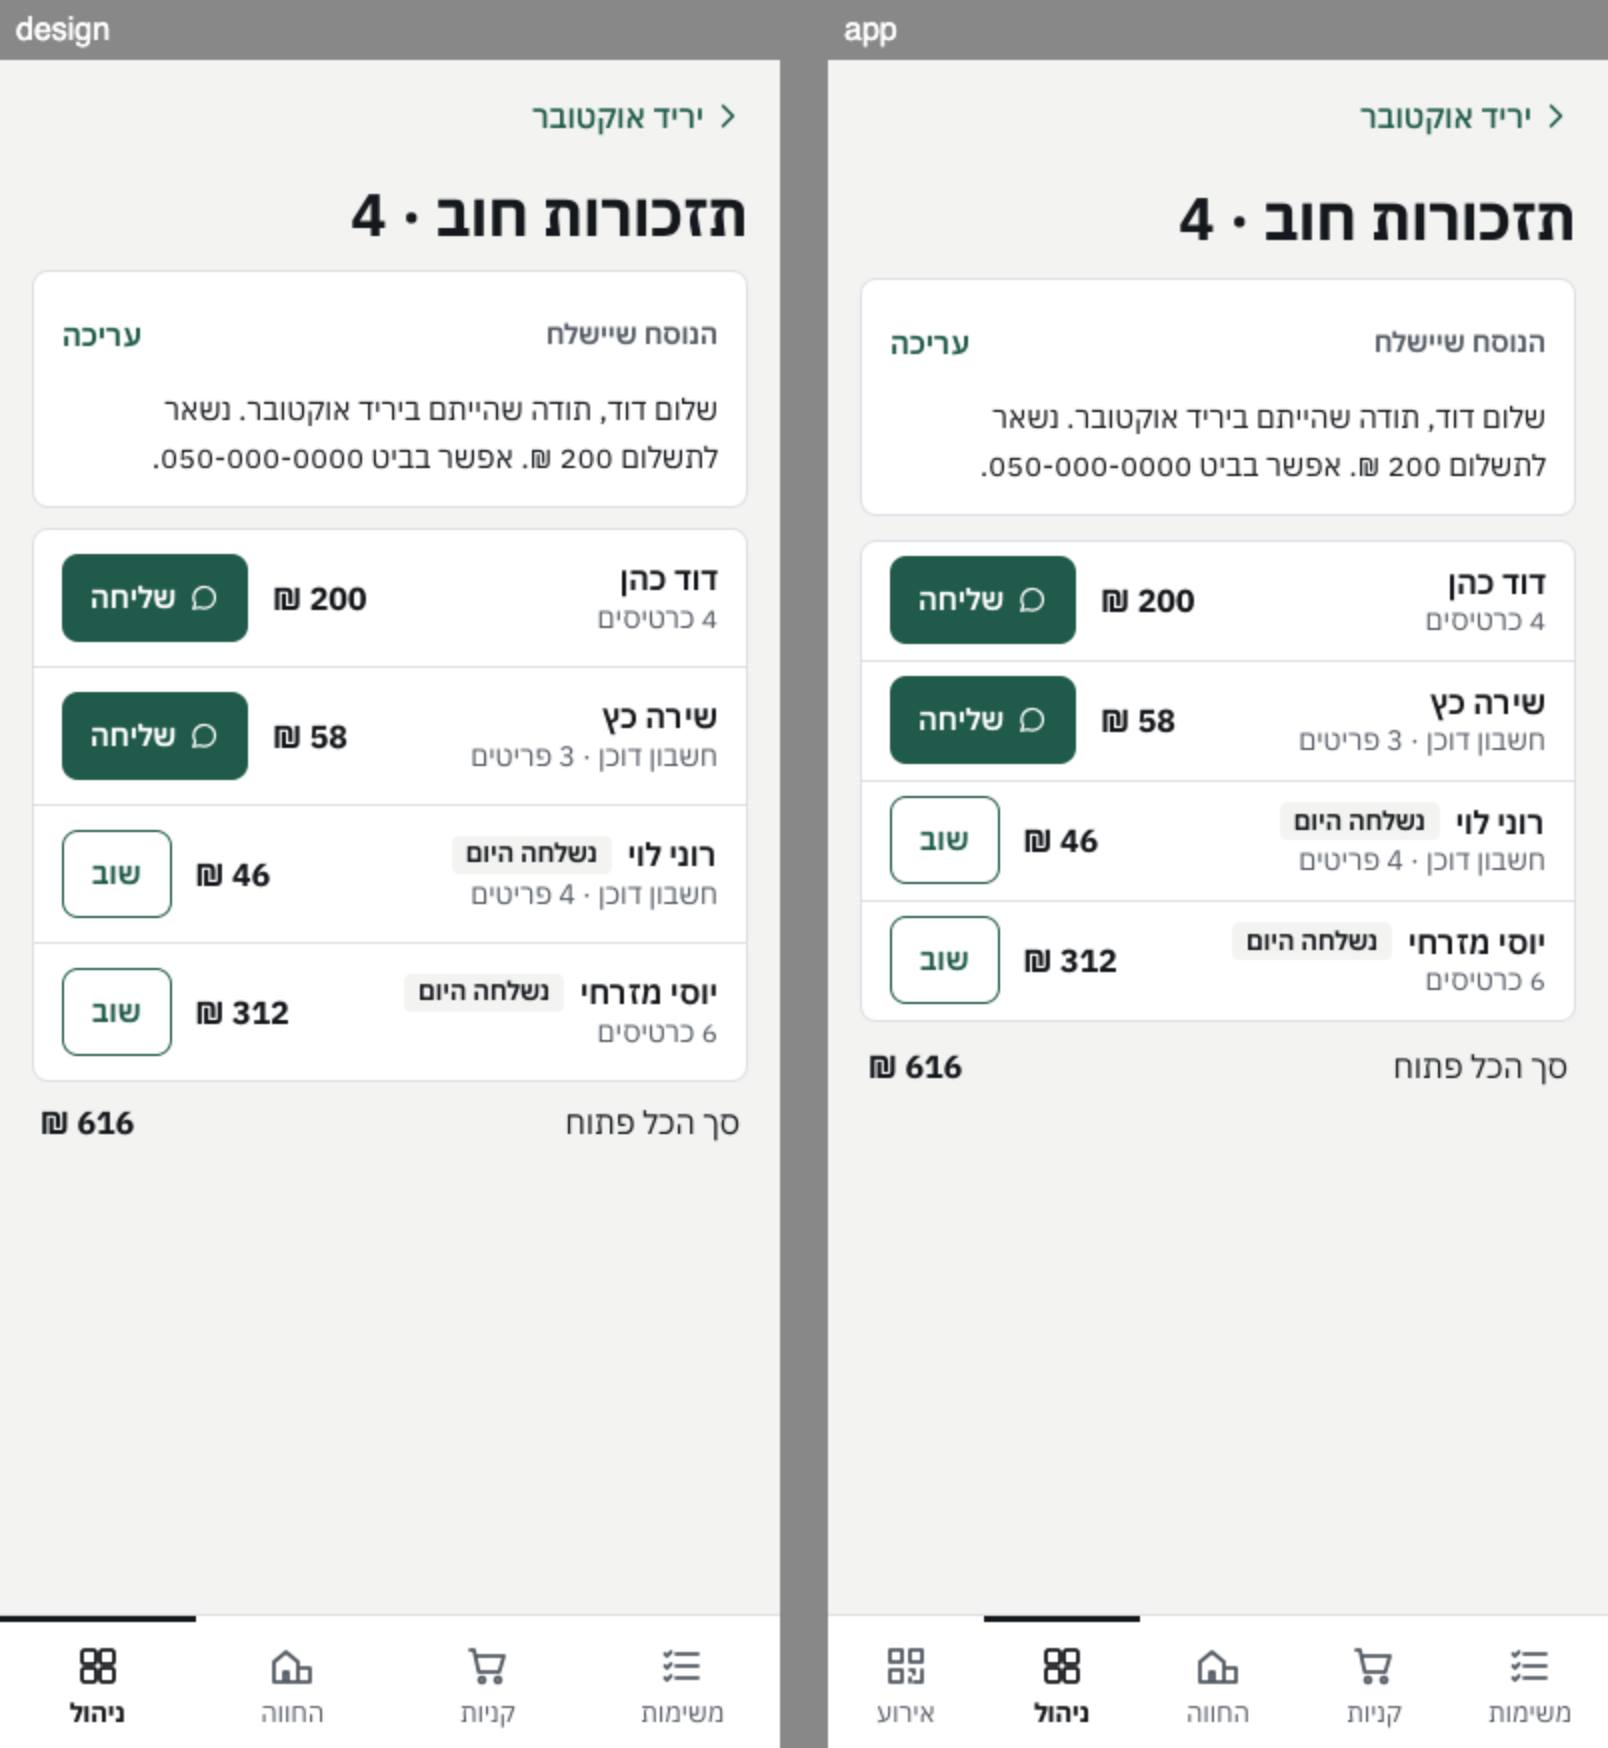 design
יריד אוקטובר
תזכורות חוב · 4
הנוסח שיישלח
עריכה
שלום דוד, תודה שהייתם ביריד אוקטובר. נשאר
לתשלום 200 ₪. אפשר בביט 050-000-0000.
דוד כהן
4 כרטיסים
200 ₪
שליחה
שירה כץ
חשבון דוכן · 3 פריטים
58 ₪
שליחה
רוני לוי נשלחה היום
חשבון דוכן · 4 פריטים
46 ₪
שוב
יוסי מזרחי נשלחה היום
6 כרטיסים
312 ₪
שוב
סך הכל פתוח
616 ₪
משימות
קניות
החווה
ניהול
app
יריד אוקטובר
תזכורות חוב · 4
הנוסח שיישלח
עריכה
שלום דוד, תודה שהייתם ביריד אוקטובר. נשאר
לתשלום 200 ₪. אפשר בביט 050-000-0000.
דוד כהן
4 כרטיסים
200 ₪
שליחה
שירה כץ
חשבון דוכן · 3 פריטים
58 ₪
שליחה
רוני לוי נשלחה היום
חשבון דוכן · 4 פריטים
46 ₪
שוב
יוסי מזרחי נשלחה היום
6 כרטיסים
312 ₪
שוב
סך הכל פתוח
616 ₪
משימות
קניות
החווה
ניהול
אירוע